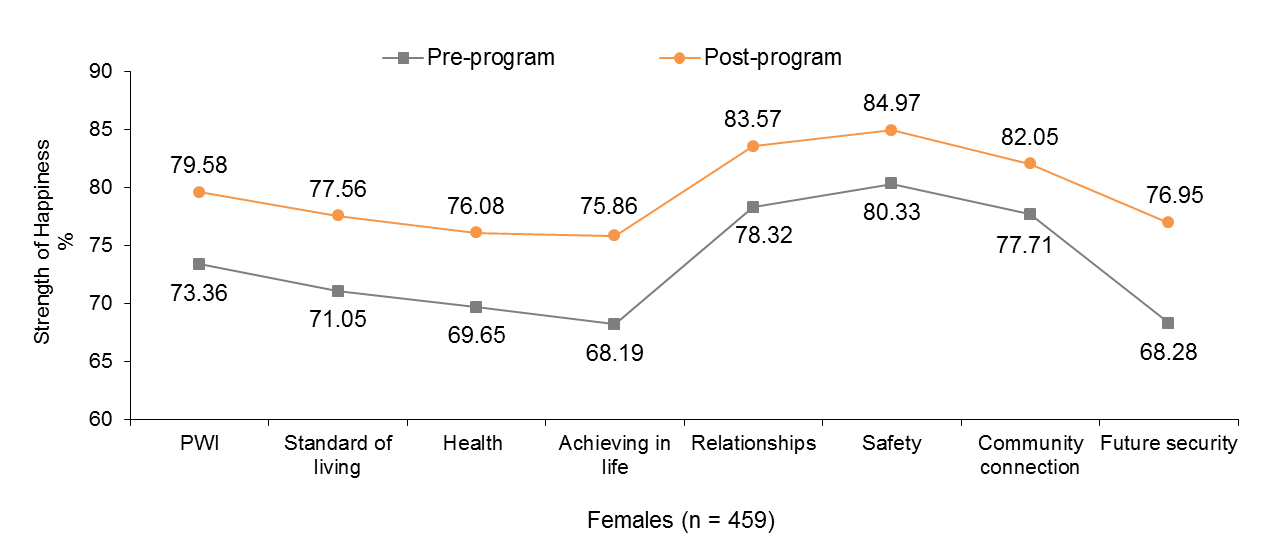 Pre-program
Post-program
90
85
80
75
70
65
60
Strength of Happiness
%
79.58
77.56
76.08
75.86
83.57
84.97
82.05
76.95
73.36
71.05
69.65
68.19
78.32
80.33
77.71
68.28
PWI
Standard of
living
Health
Achieving in
life
Relationships
Safety
Community
connection
Future security
Females (n = 459)